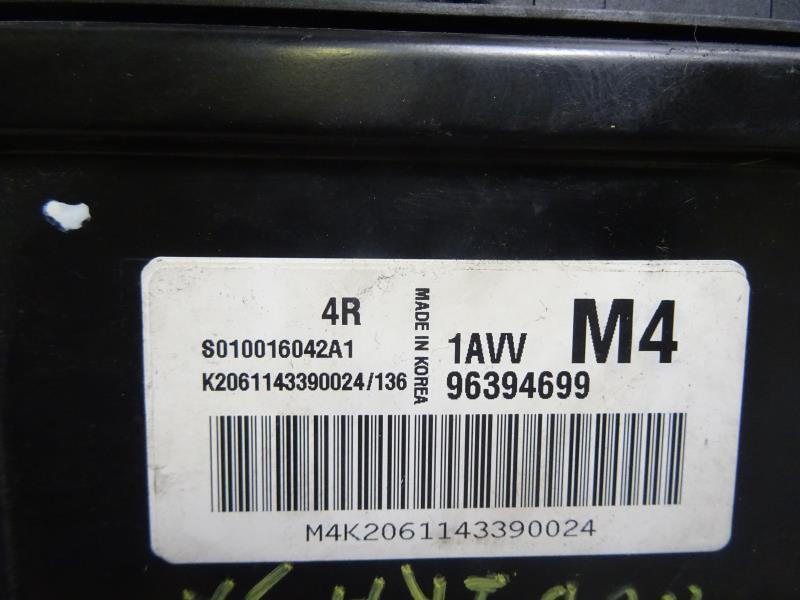 4R
S010016042A1
K2061143390024/136
MADE IN KOREA
1AVV M4
96394699
M4K2061143390024